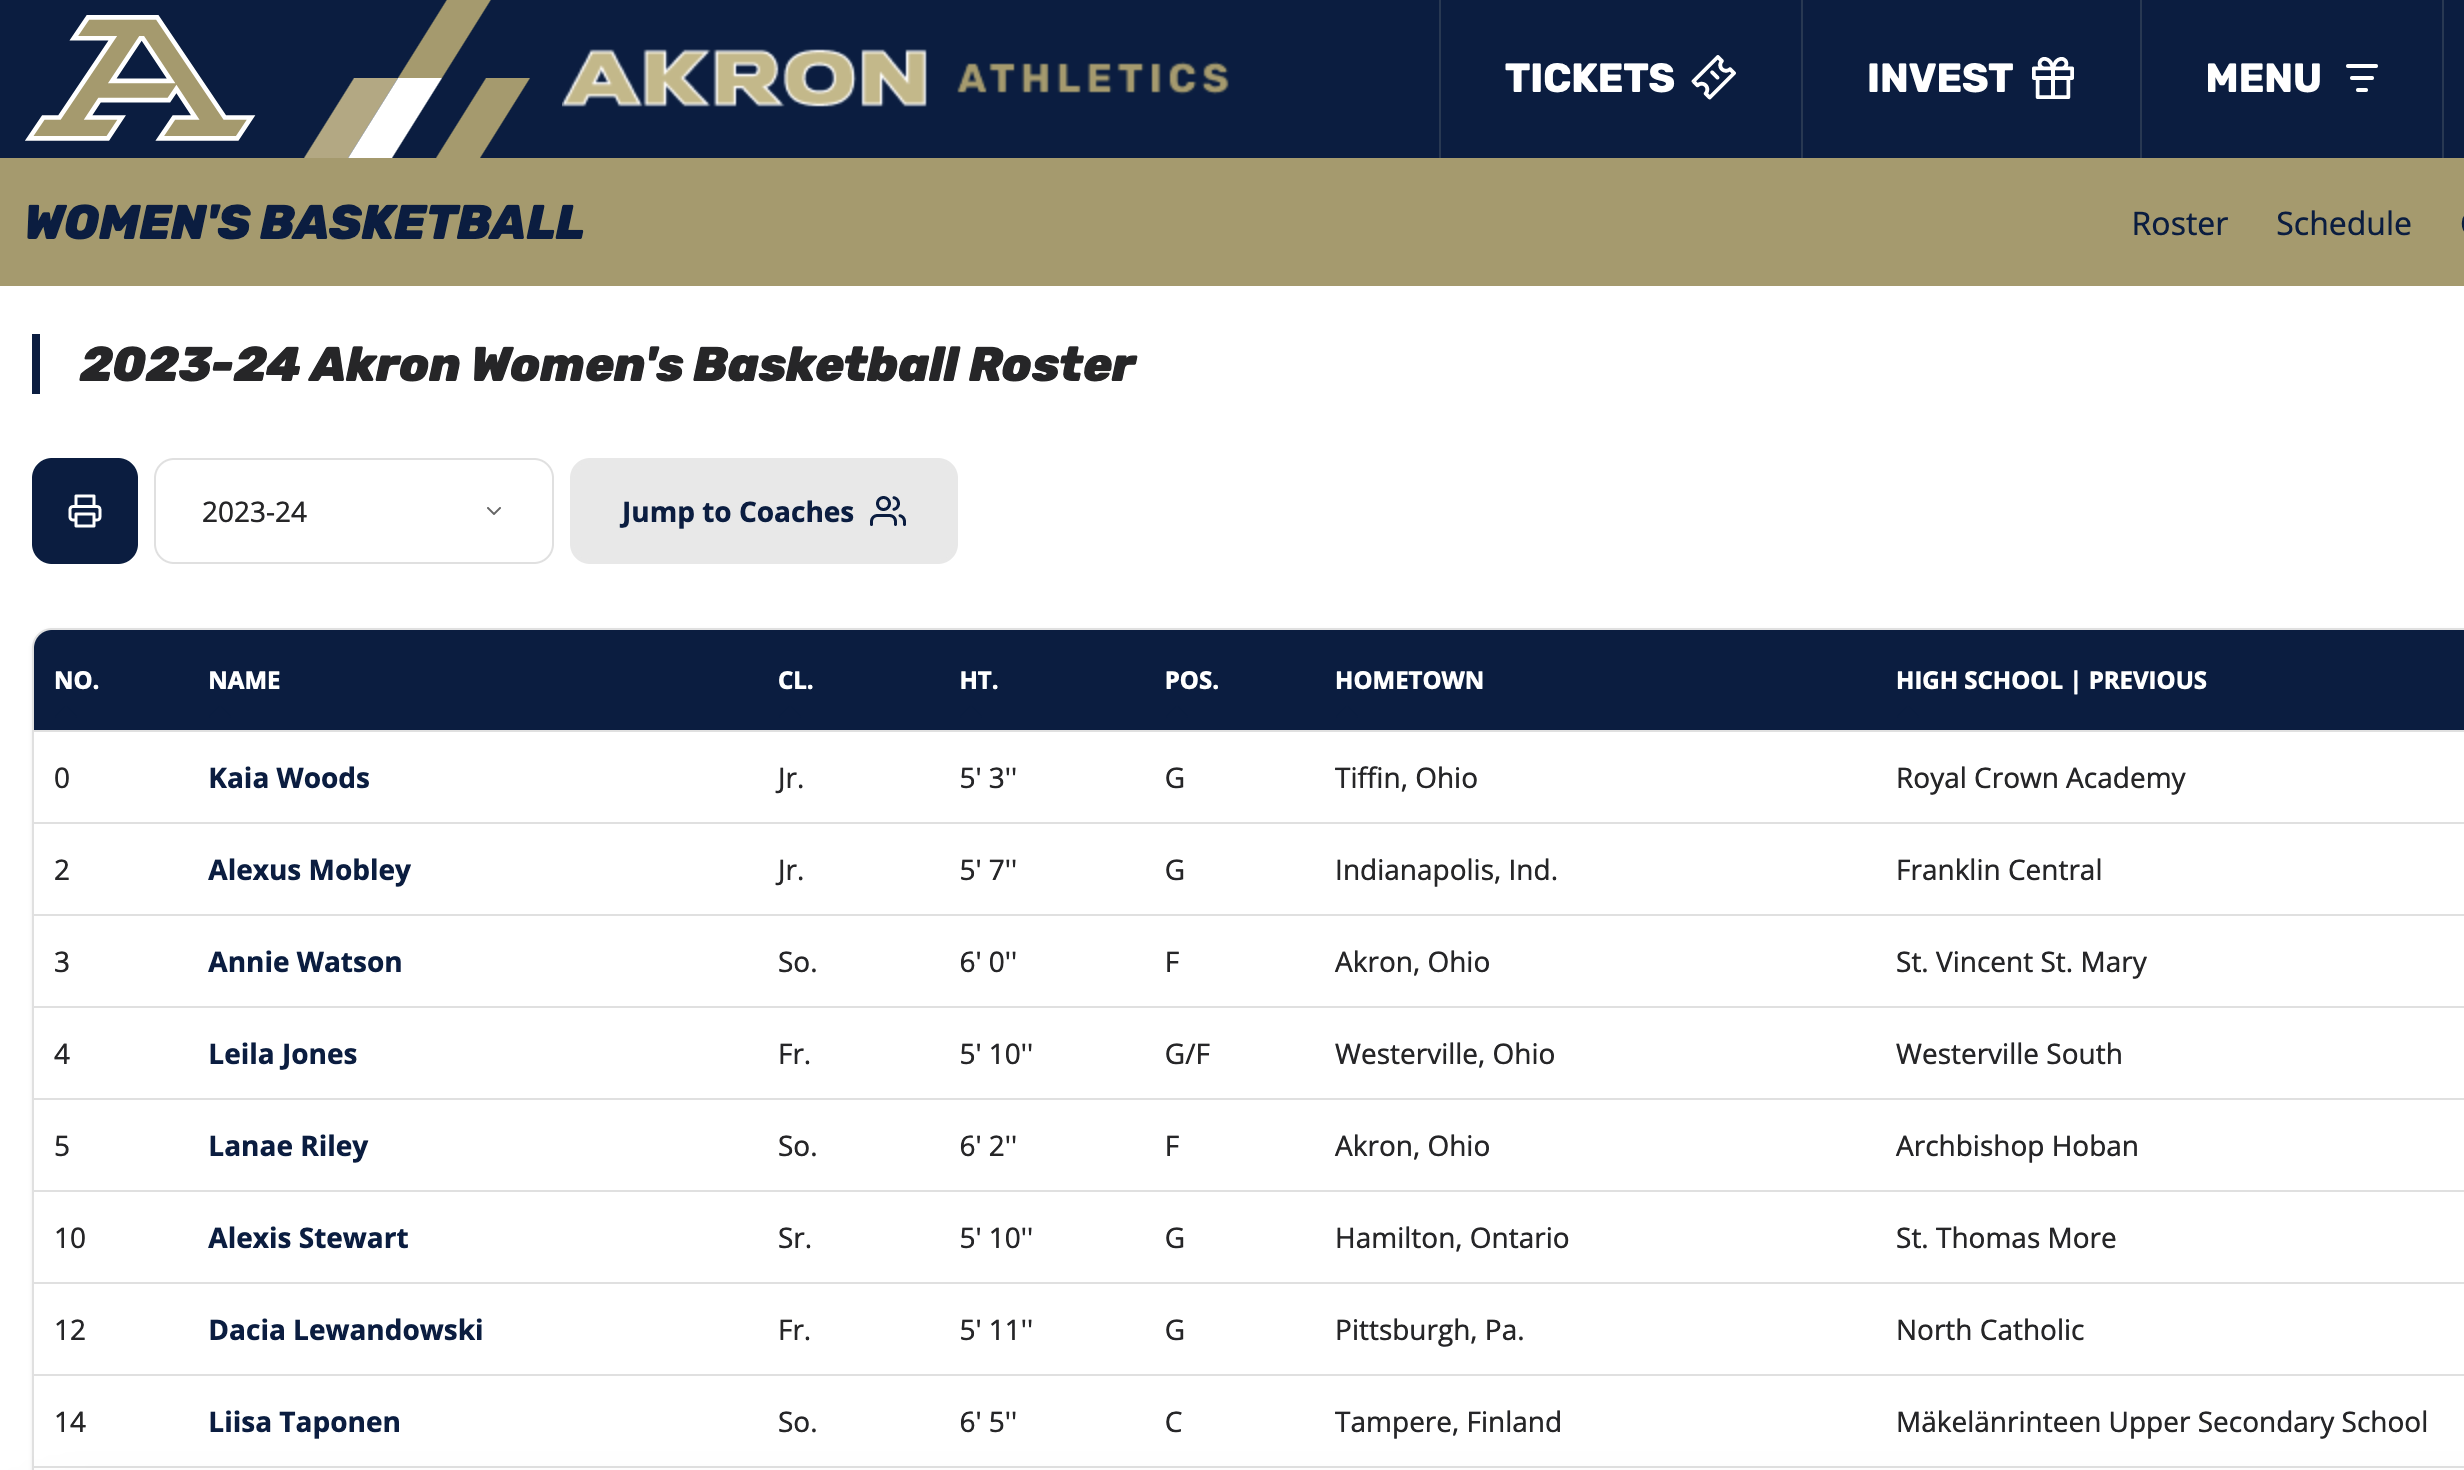 A
AKRON ATHLETICS
TICKETS INVEST MENU
WOMEN'S BASKETBALL Roster Schedule
2023-24 Akron Women's Basketball Roster
2023-24 Jump to Coaches
NO. NAME CL. HT. POS. HOMETOWN HIGH SCHOOL | PREVIOUS
0 Kaia Woods Jr. 5' 3'' G Tiffin, Ohio Royal Crown Academy
2 Alexus Mobley Jr. 5' 7'' G Indianapolis, Ind. Franklin Central
3 Annie Watson So. 6' 0'' F Akron, Ohio St. Vincent St. Mary
4 Leila Jones Fr. 5' 10'' G/F Westerville, Ohio Westerville South
5 Lanae Riley So. 6' 2'' F Akron, Ohio Archbishop Hoban
10 Alexis Stewart Sr. 5' 10'' G Hamilton, Ontario St. Thomas More
12 Dacia Lewandowski Fr. 5' 11'' G Pittsburgh, Pa. North Catholic
14 Liisa Taponen So. 6' 5'' C Tampere, Finland Mäkelänrinteen Upper Secondary School